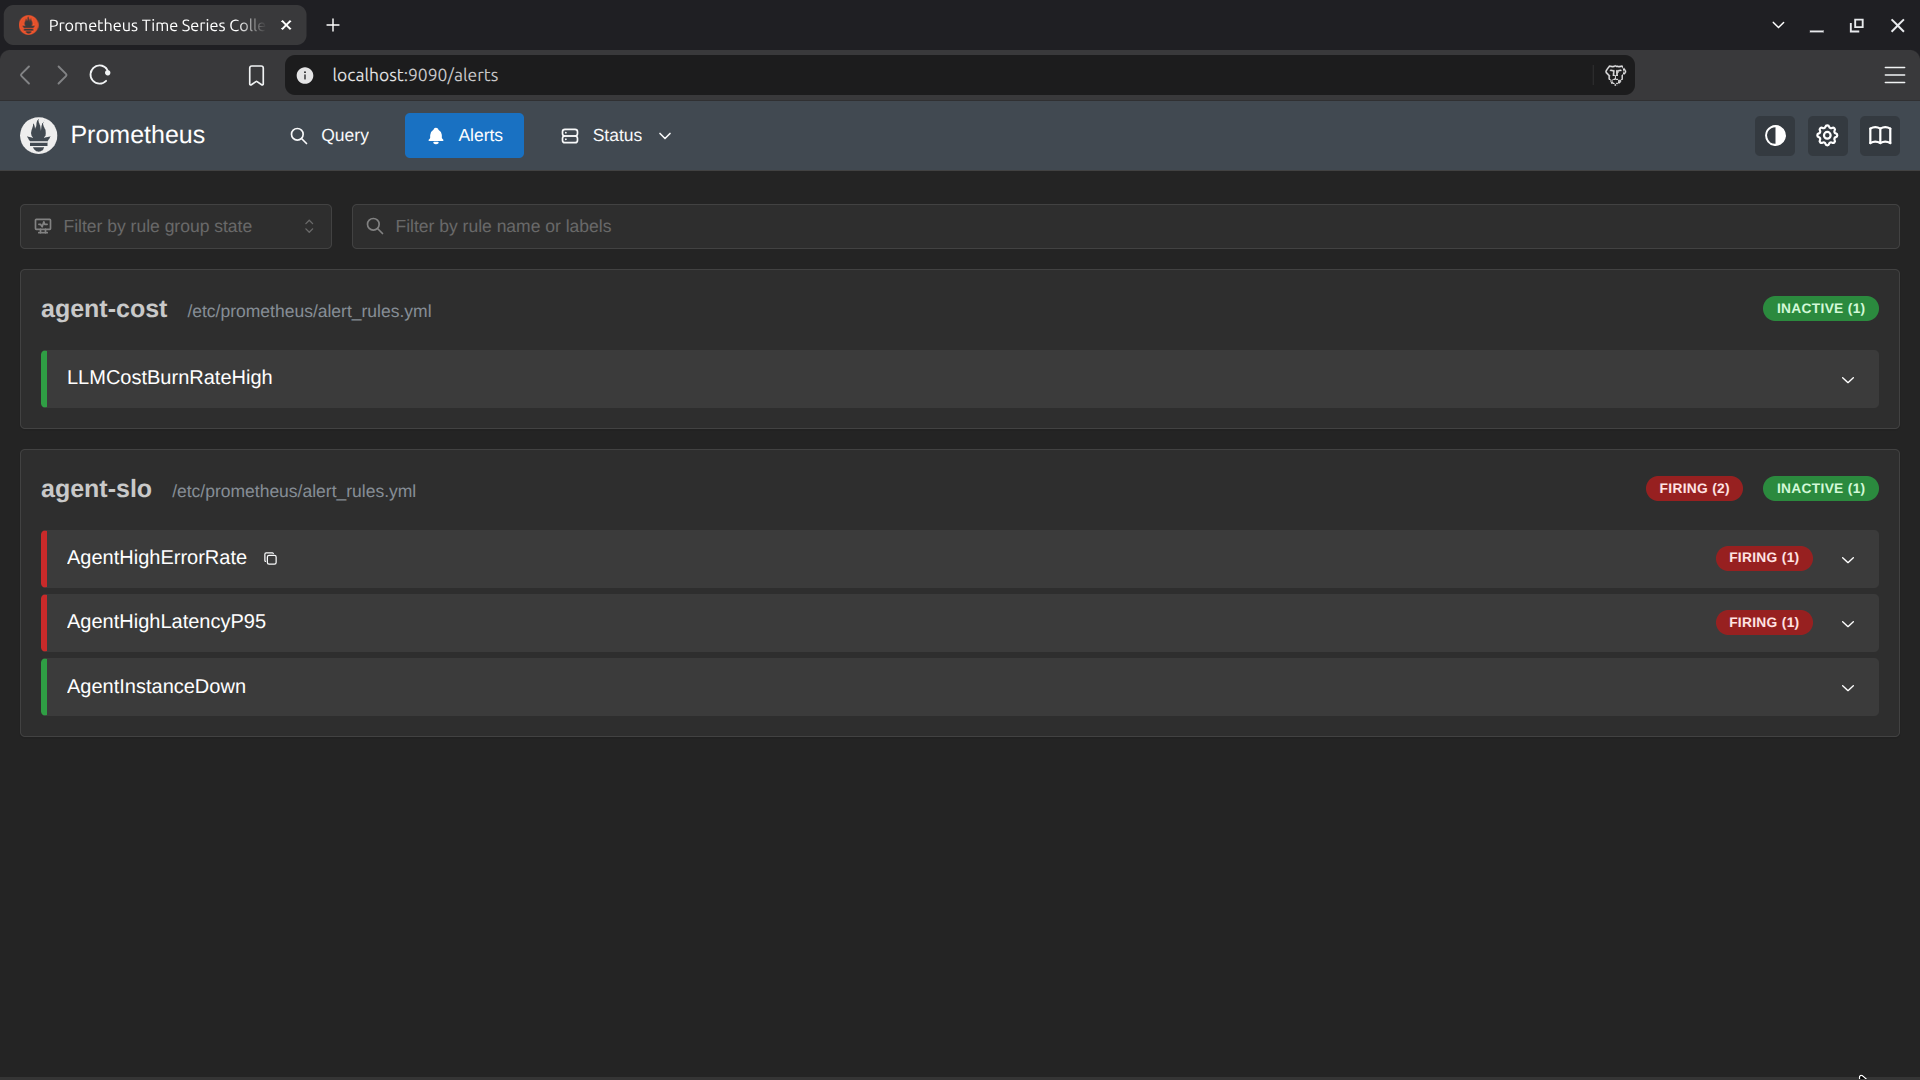 Prometheus Time Series Colle
localhost:9090/alerts
Prometheus
Query
Alerts
Status
Filter by rule group state
Filter by rule name or labels
agent-cost /etc/prometheus/alert_rules.yml INACTIVE (1)
LLMCostBurnRateHigh
agent-slo /etc/prometheus/alert_rules.yml FIRING (2) INACTIVE (1)
AgentHighErrorRate FIRING (1)
AgentHighLatencyP95 FIRING (1)
AgentInstanceDown